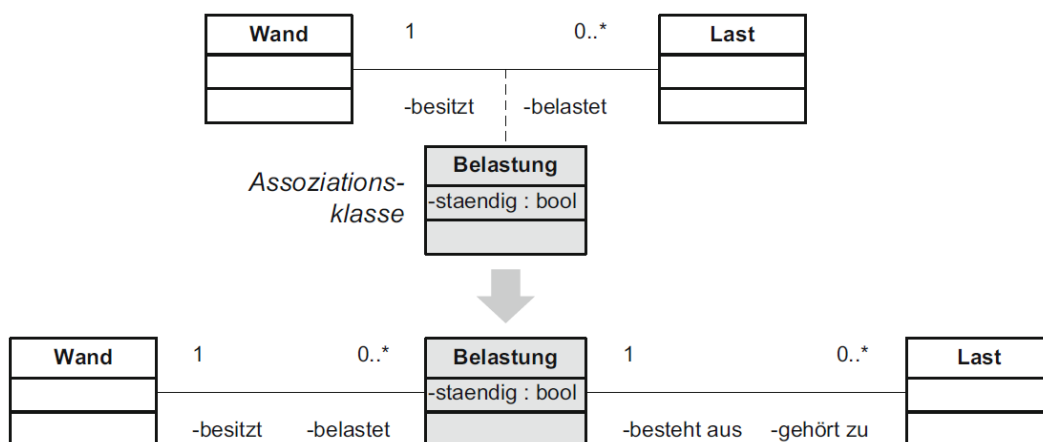 Wand 1 0..* Last
-besitzt -belastet
Belastung
Assoziations-
klasse
-staendig : bool
Wand 1 0..* Belastung 1 0..* Last
-staendig : bool
-besitzt -belastet -besteht aus -gehört zu